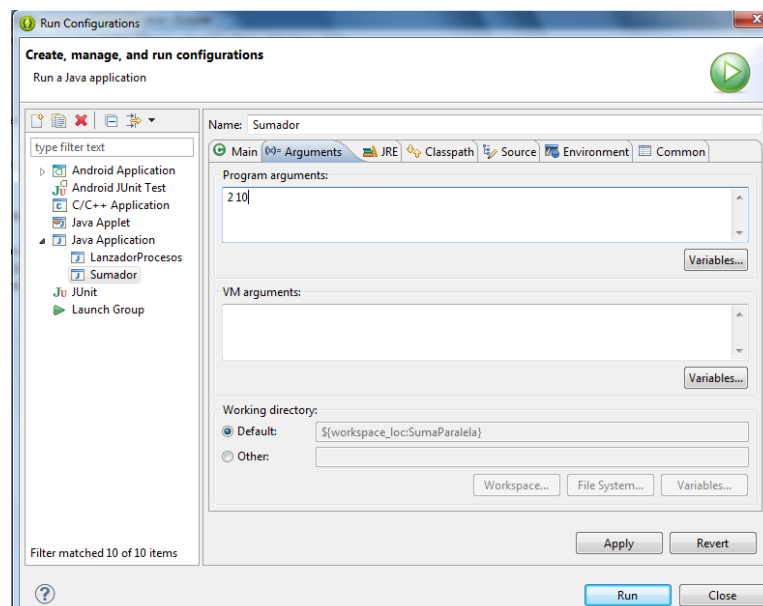 Run Configurations
Create, manage, and run configurations
Run a Java application
type filter text
Android Application
Android JUnit Test
C/C++ Application
Java Applet
Java Application
LanzadorProcesos
Sumador
JUnit
Launch Group
Filter matched 10 of 10 items
Name: Sumador
Main (x)= Arguments JRE Classpath Source Environment Common
Program arguments:
2 10
Variables...
VM arguments:
Variables...
Working directory:
Default: ${workspace_loc:SumaParalela}
Other:
Workspace... File System... Variables...
Apply Revert
Run Close